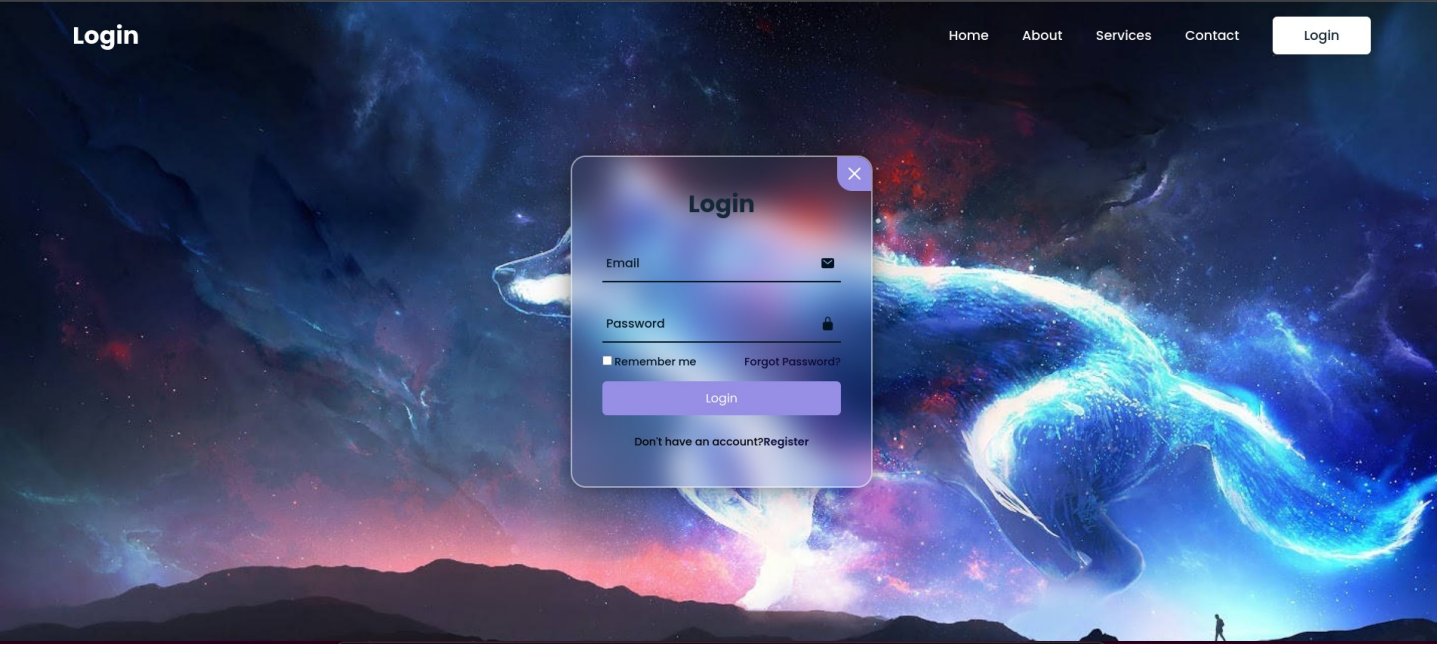 Login
Home About Services Contact Login
Login
Email
Password
Remember me Forgot Password?
Login
Don't have an account?Register